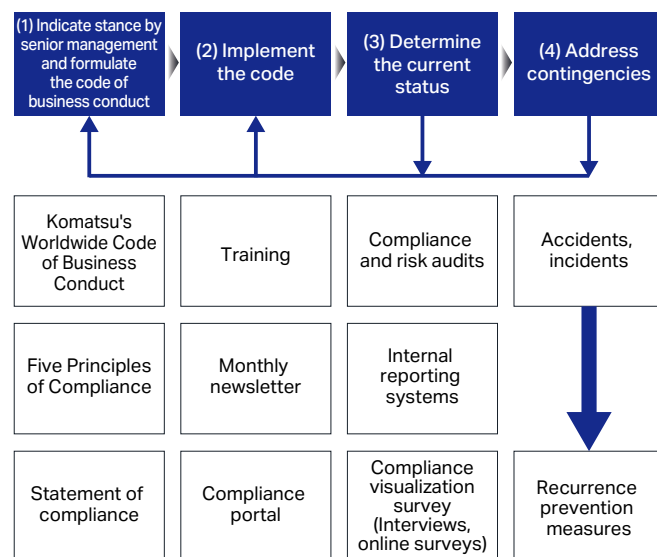 (1) Indicate stance by
senior management
and formulate
the code of
business conduct
(2) Implement
the code
(3) Determine
the current
status
(4) Address
contingencies
Komatsu's
Worldwide Code
of Business
Conduct
Training
Compliance
and risk audits
Accidents,
incidents
Five Principles
of Compliance
Monthly
newsletter
Internal
reporting
systems
Statement of
compliance
Compliance
portal
Compliance
visualization
survey
(Interviews,
online surveys)
Recurrence
prevention
measures